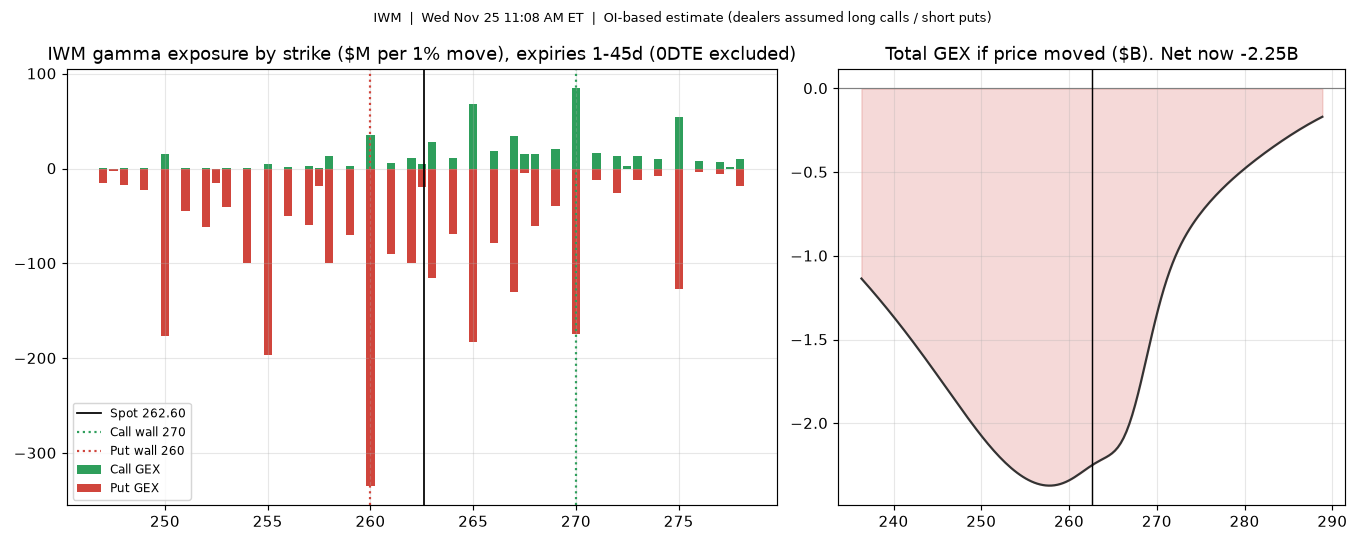 IWM | Wed Nov 25 11:08 AM ET | OI-based estimate (dealers assumed long calls / short puts)
IWM gamma exposure by strike ($M per 1% move), expiries 1-45d (0DTE excluded)
100
0
−100
−200
−300
Spot 262.60
Call wall 270
Put wall 260
Call GEX
Put GEX
250 255 260 265 270 275
Total GEX if price moved ($B). Net now -2.25B
0.0
−0.5
−1.0
−1.5
−2.0
240 250 260 270 280 290